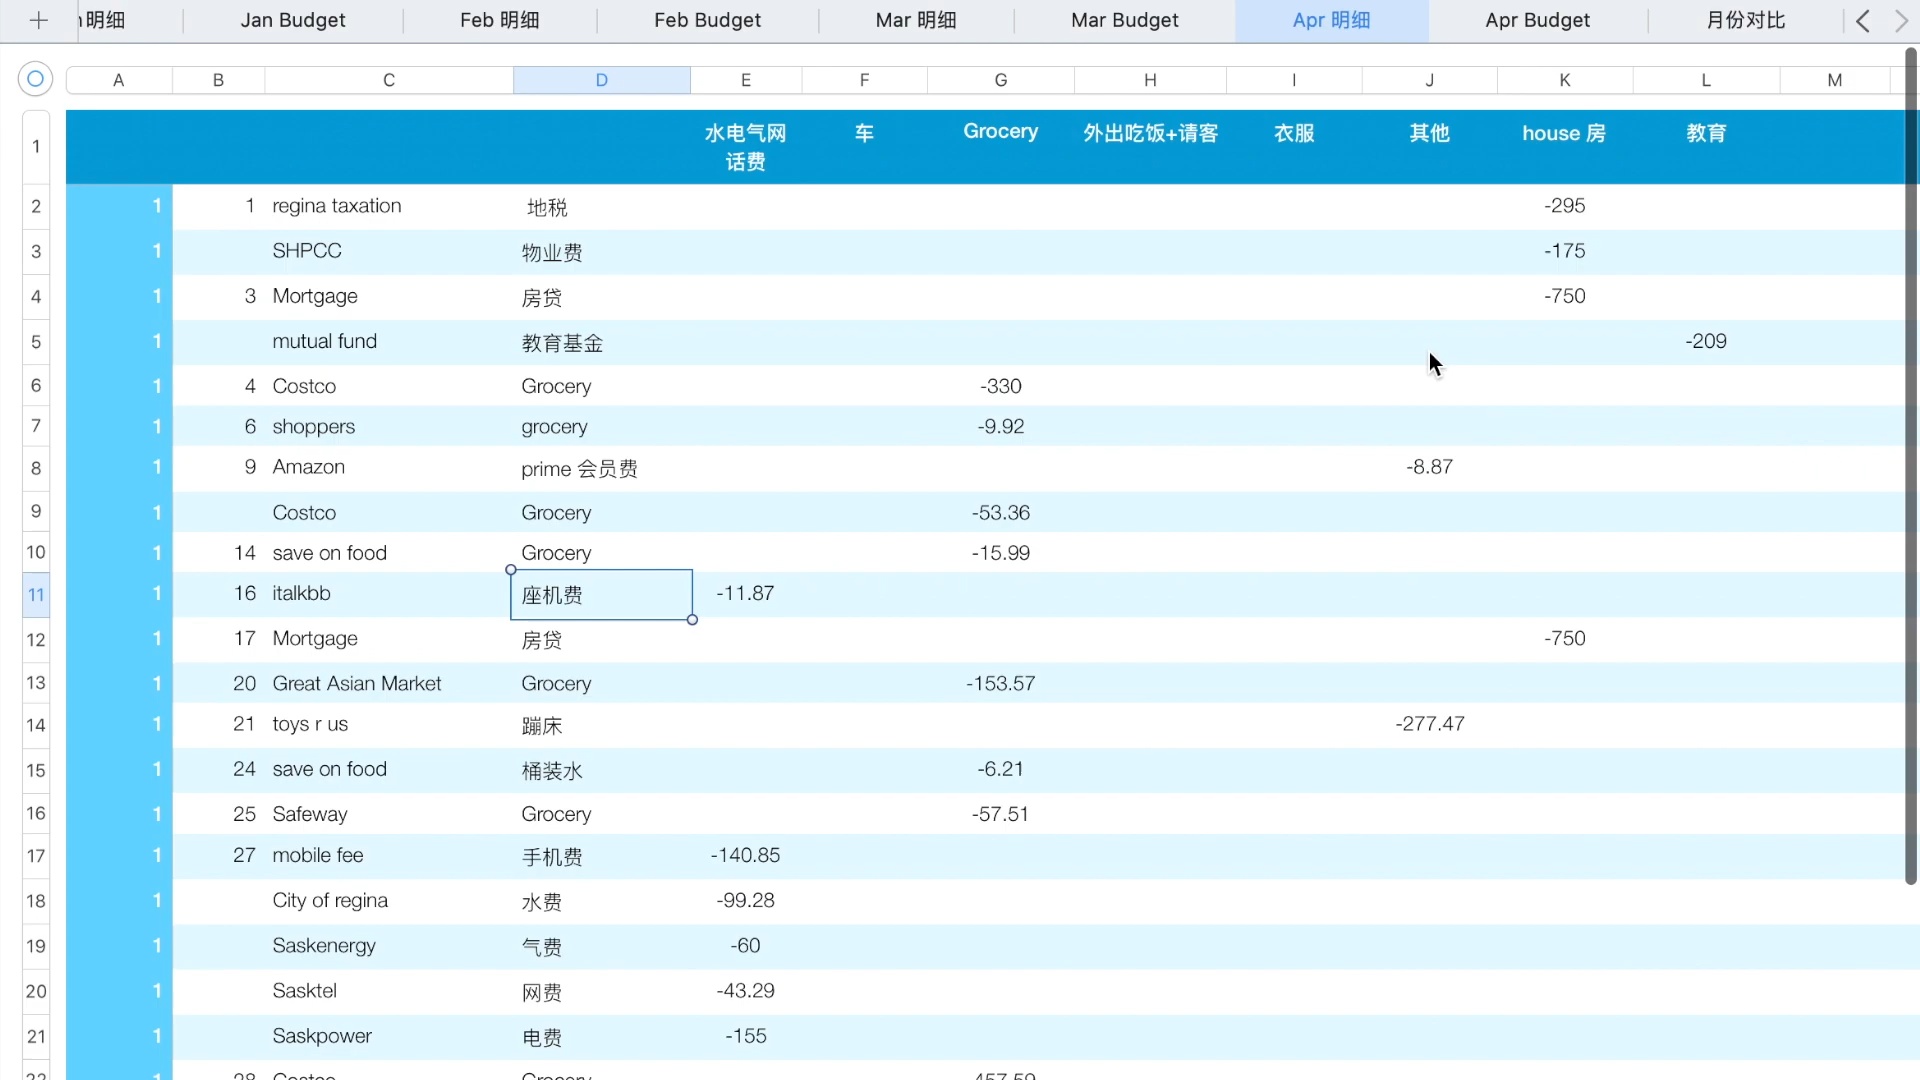 明细 Jan Budget Feb 明细 Feb Budget Mar 明细 Mar Budget Apr 明细 Apr Budget 月份对比
A B C D E F G H I J K L M
1 水电气网 车 Grocery 外出吃饭+请客 衣服 其他 house 房 教育
话费
2 1 1 regina taxation 地税 -295
3 1 SHPCC 物业费 -175
4 1 3 Mortgage 房贷 -750
5 1 mutual fund 教育基金 -209
6 1 4 Costco Grocery -330
7 1 6 shoppers grocery -9.92
8 1 9 Amazon prime 会员费 -8.87
9 1 Costco Grocery -53.36
10 1 14 save on food Grocery -15.99
11 1 16 italkbb 座机费 -11.87
12 1 17 Mortgage 房贷 -750
13 1 20 Great Asian Market Grocery -153.57
14 1 21 toys r us 蹦床 -277.47
15 1 24 save on food 桶装水 -6.21
16 1 25 Safeway Grocery -57.51
17 1 27 mobile fee 手机费 -140.85
18 1 City of regina 水费 -99.28
19 1 Saskenergy 气费 -60
20 1 Sasktel 网费 -43.29
21 1 Saskpower 电费 -155
22 1 28 Costco Grocery -457.59